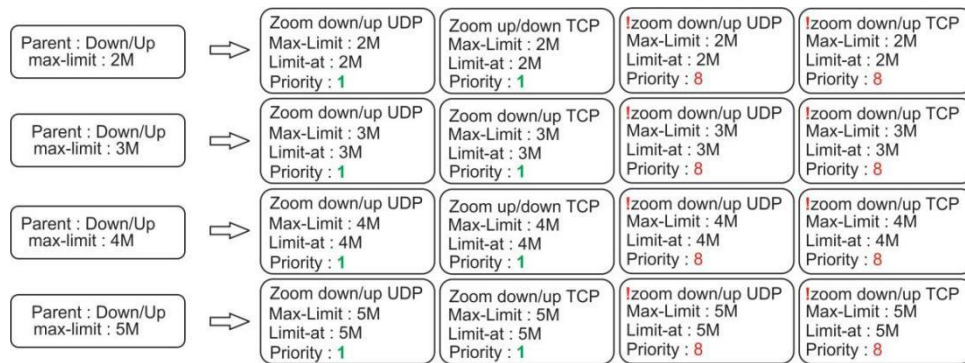 Parent : Down/Up
max-limit : 2M
Zoom down/up UDP
Max-Limit : 2M
Limit-at : 2M
Priority : 1
Zoom up/down TCP
Max-Limit : 2M
Limit-at : 2M
Priority : 1
!zoom down/up UDP
Max-Limit : 2M
Limit-at : 2M
Priority : 8
!zoom down/up TCP
Max-Limit : 2M
Limit-at : 2M
Priority : 8
Parent : Down/Up
max-limit : 3M
Zoom down/up UDP
Max-Limit : 3M
Limit-at : 3M
Priority : 1
Zoom down/up TCP
Max-Limit : 3M
Limit-at : 3M
Priority : 1
!zoom down/up UDP
Max-Limit : 3M
Limit-at : 3M
Priority : 8
!zoom down/up TCP
Max-Limit : 3M
Limit-at : 3M
Priority : 8
Parent : Down/Up
max-limit : 4M
Zoom down/up UDP
Max-Limit : 4M
Limit-at : 4M
Priority : 1
Zoom up/down TCP
Max-Limit : 4M
Limit-at : 4M
Priority : 1
!zoom down/up UDP
Max-Limit : 4M
Limit-at : 4M
Priority : 8
!zoom down/up TCP
Max-Limit : 4M
Limit-at : 4M
Priority : 8
Parent : Down/Up
max-limit : 5M
Zoom down/up UDP
Max-Limit : 5M
Limit-at : 5M
Priority : 1
Zoom down/up TCP
Max-Limit : 5M
Limit-at : 5M
Priority : 1
!zoom down/up UDP
Max-Limit : 5M
Limit-at : 5M
Priority : 8
!zoom down/up TCP
Max-Limit : 5M
Limit-at : 5M
Priority : 8